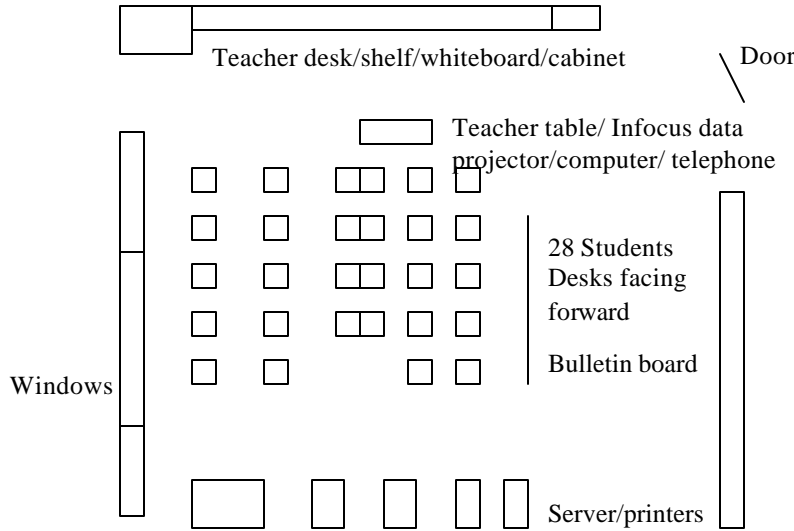 Teacher desk/shelf/whiteboard/cabinet
Door
Teacher table/ Infocus data
projector/computer/ telephone
28 Students
Desks facing
forward
Bulletin board
Windows
Server/printers